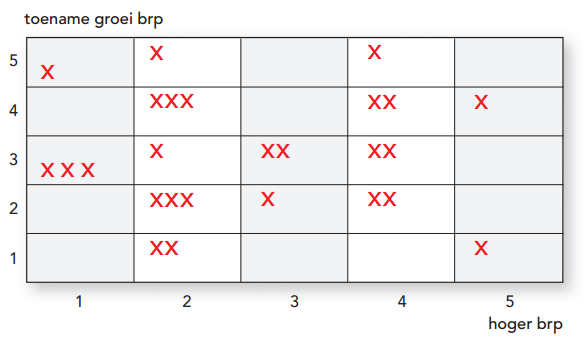 toename groei brp
5 x x x
4 xxx xx x
3 x x x x xx xx
2 xxx x xx
1 xx x
1 2 3 4 5
hoger brp